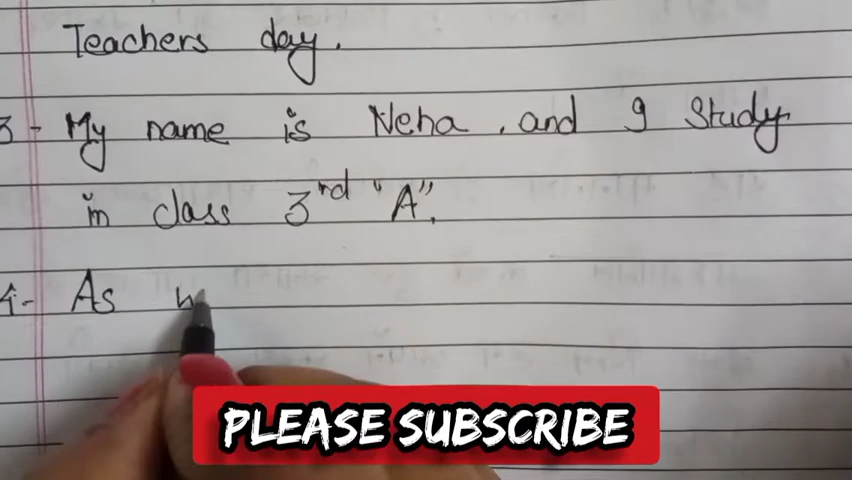 Teachers day.
3- My name is Neha, and I Study
in class 3rd "A".
4- As
PLEASE SUBSCRIBE